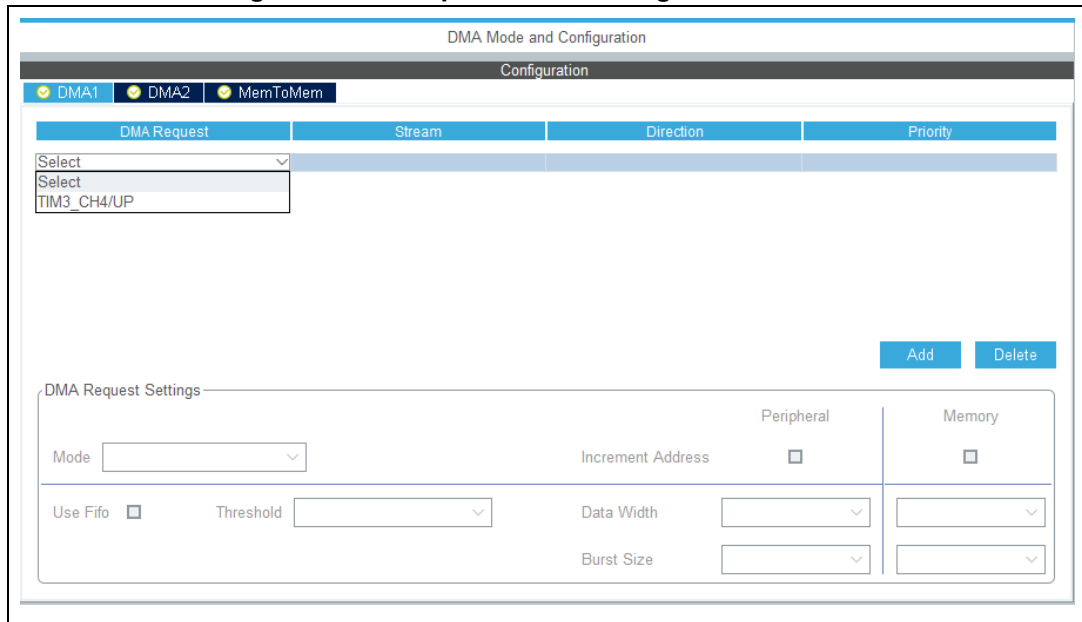 DMA Mode and Configuration
Configuration
DMA1 DMA2 MemToMem
DMA Request Stream Direction Priority
Select
Select
TIM3_CH4/UP
Add Delete
DMA Request Settings
Peripheral Memory
Mode Increment Address
Use Fifo Threshold Data Width
Burst Size